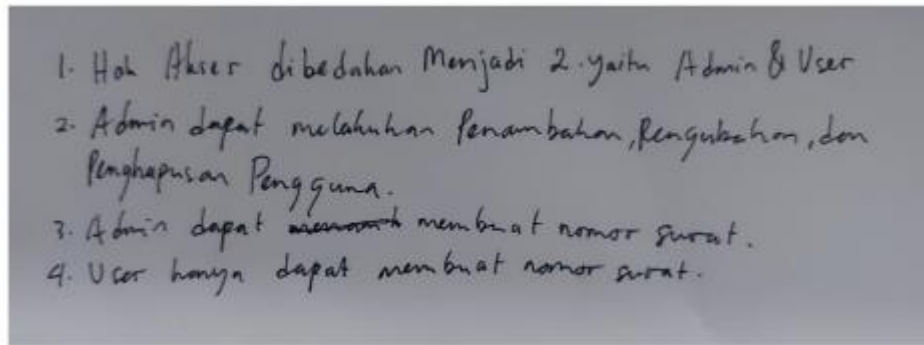 1. Hak Akses dibedakan Menjadi 2. yaitu Admin & User
2. Admin dapat melakukan Penambahan, Pengubahan, dan
Penghapusan Pengguna.
3. Admin dapat membuat nomor surat.
4. User hanya dapat membuat nomor surat.